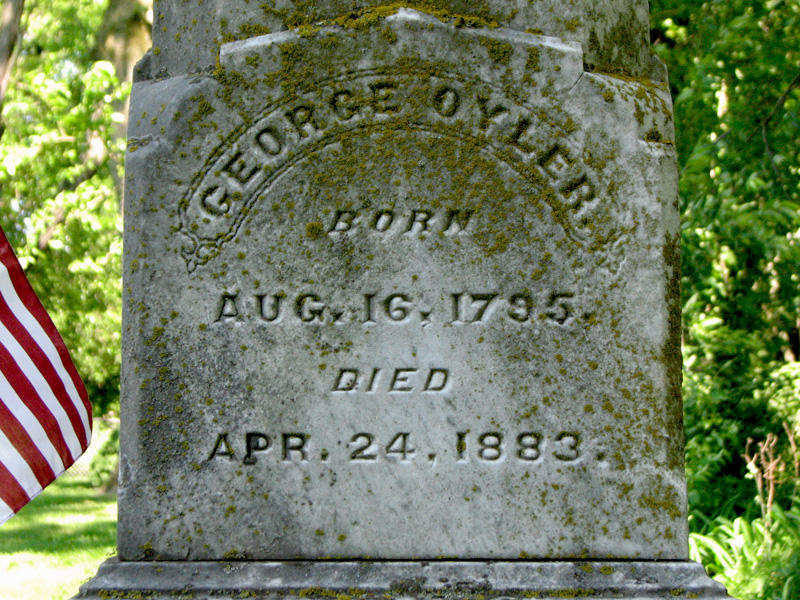 GEORGE OYLER
BORN
AUG. 16, 1795.
DIED
APR. 24, 1883.